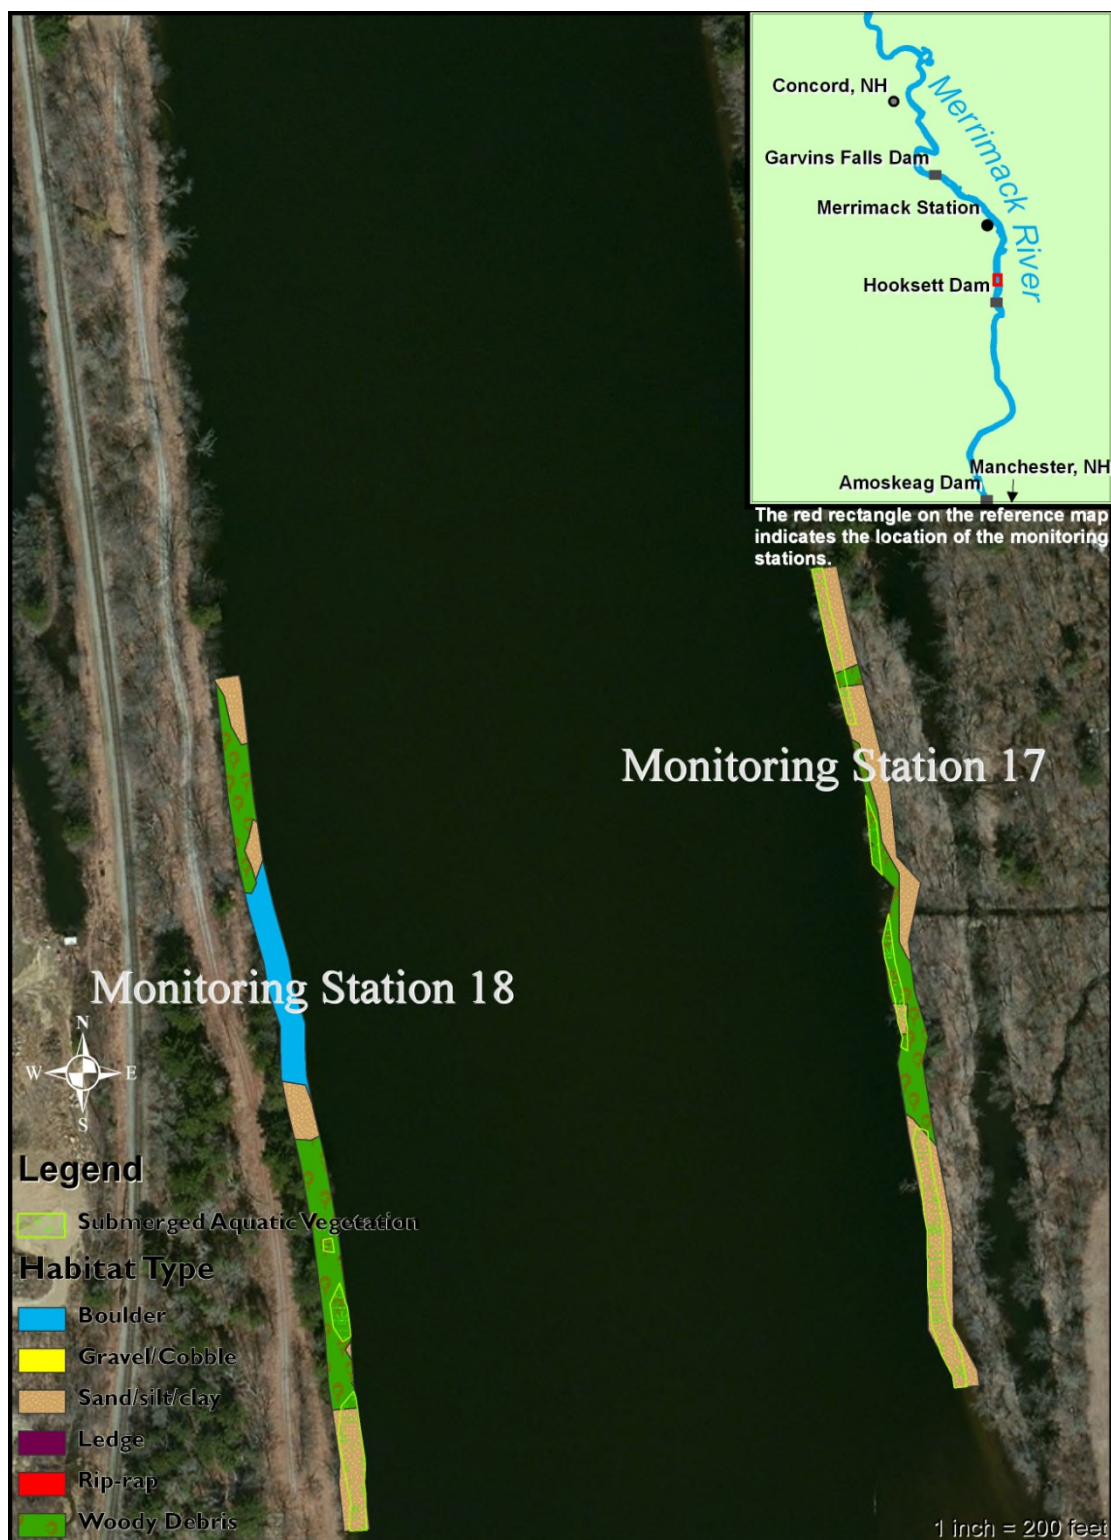 Concord, NH
Garvins Falls Dam
Merrimack Station
Merrimack River
Hooksett Dam
Manchester, NH
Amoskeag Dam
The red rectangle on the reference map
indicates the location of the monitoring
stations.
Monitoring Station 17
Monitoring Station 18
N
W E
S
Legend
Submerged Aquatic Vegetation
Habitat Type
Boulder
Gravel/Cobble
Sand/silt/clay
Ledge
Rip-rap
Woody Debris
1 inch = 200 feet